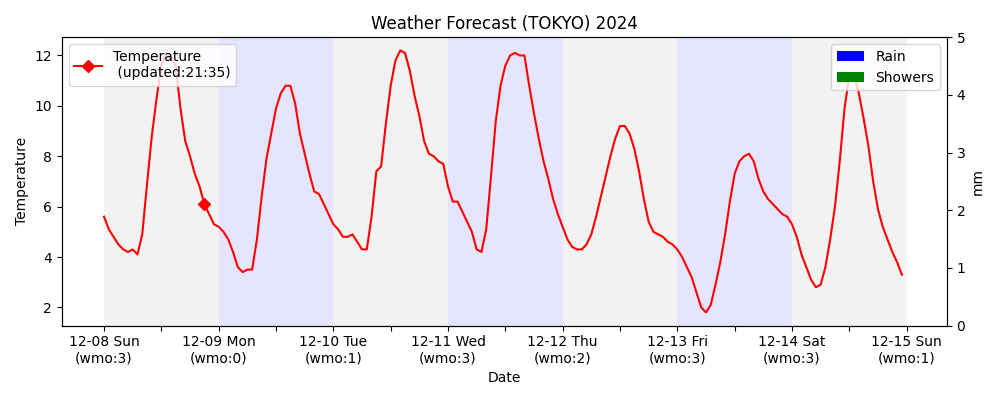 Weather Forecast (TOKYO) 2024
Temperature
(updated:21:35)
Rain
Showers
Temperature
12
10
8
6
4
2
5
4
3
2
1
0
mm
12-08 Sun
(wmo:3)
12-09 Mon
(wmo:0)
12-10 Tue
(wmo:1)
12-11 Wed
(wmo:3)
12-12 Thu
(wmo:2)
12-13 Fri
(wmo:3)
12-14 Sat
(wmo:3)
12-15 Sun
(wmo:1)
Date